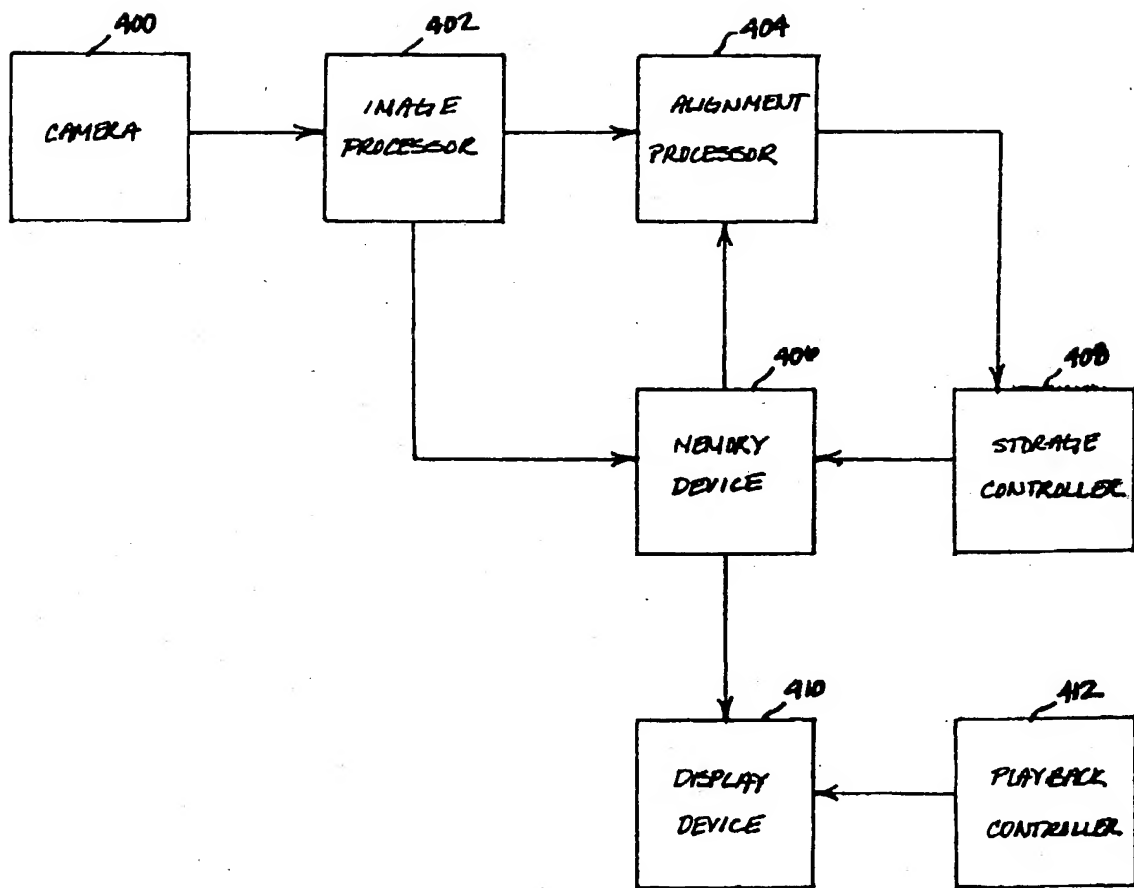 400
402
404
CAMERA
IMAGE
PROCESSOR
ALIGNMENT
PROCESSOR
406
408
MEMORY
DEVICE
STORAGE
CONTROLLER
410
412
DISPLAY
DEVICE
PLAYBACK
CONTROLLER